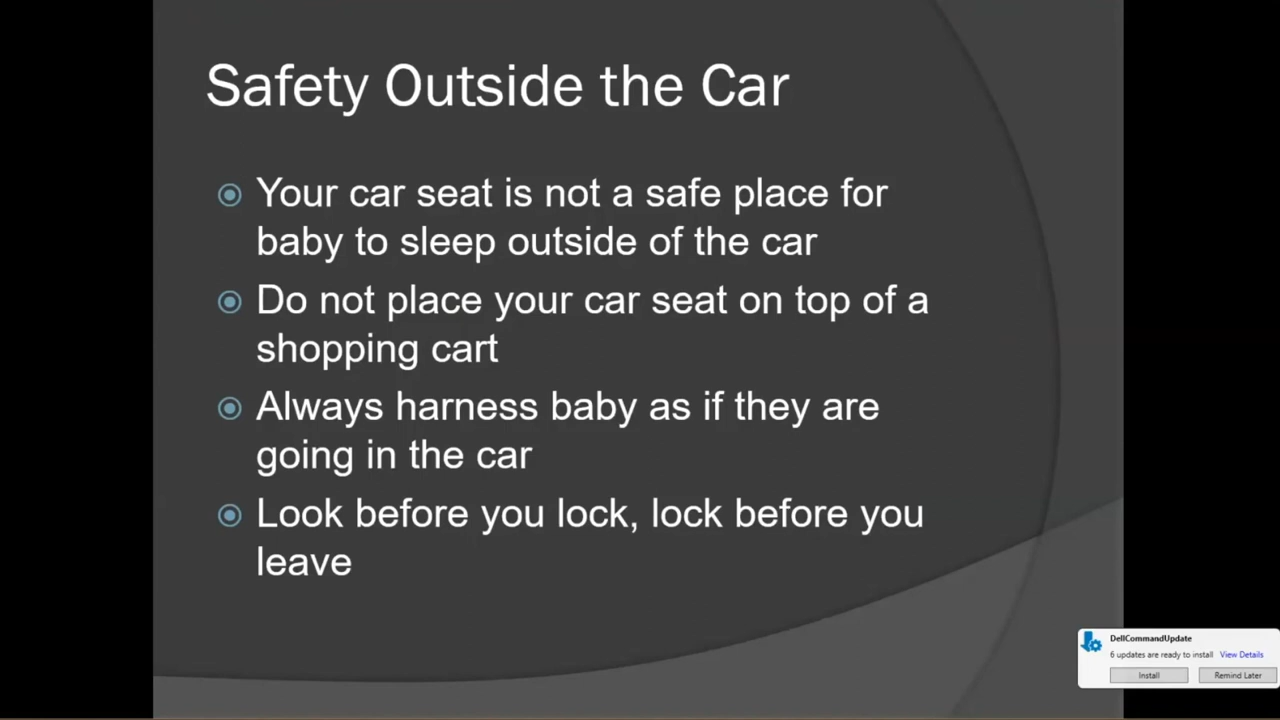 Safety Outside the Car
Your car seat is not a safe place for
baby to sleep outside of the car
Do not place your car seat on top of a
shopping cart
Always harness baby as if they are
going in the car
Look before you lock, lock before you
leave
DellCommandUpdate
6 updates are ready to install View Details
Install Remind Later